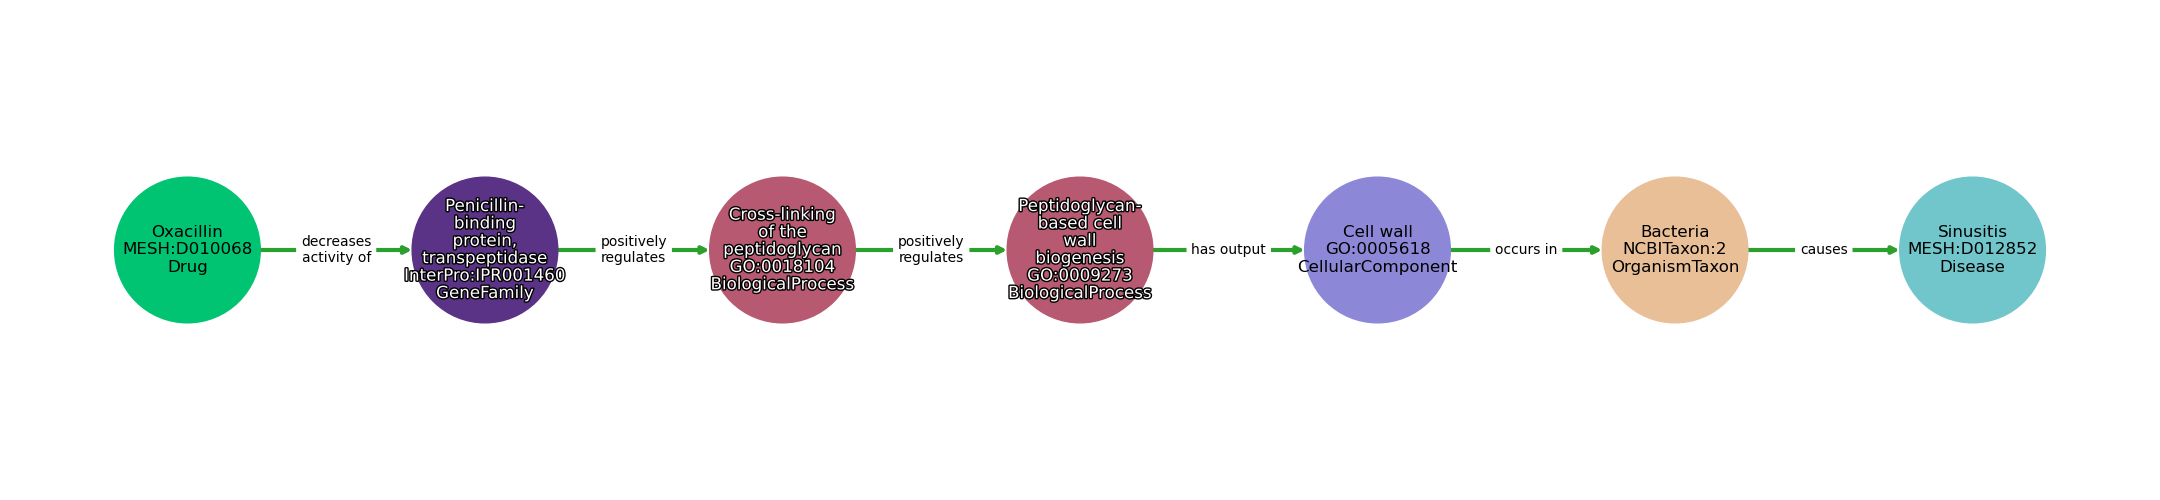 Oxacillin
MESH:D010068
Drug
decreases
activity of
Penicillin-
binding
protein,
transpeptidase
InterPro:IPR001460
GeneFamily
positively
regulates
Cross-linking
of the
peptidoglycan
GO:0018104
BiologicalProcess
positively
regulates
Peptidoglycan-
based cell
wall
biogenesis
GO:0009273
BiologicalProcess
has output
Cell wall
GO:0005618
CellularComponent
occurs in
Bacteria
NCBITaxon:2
OrganismTaxon
causes
Sinusitis
MESH:D012852
Disease